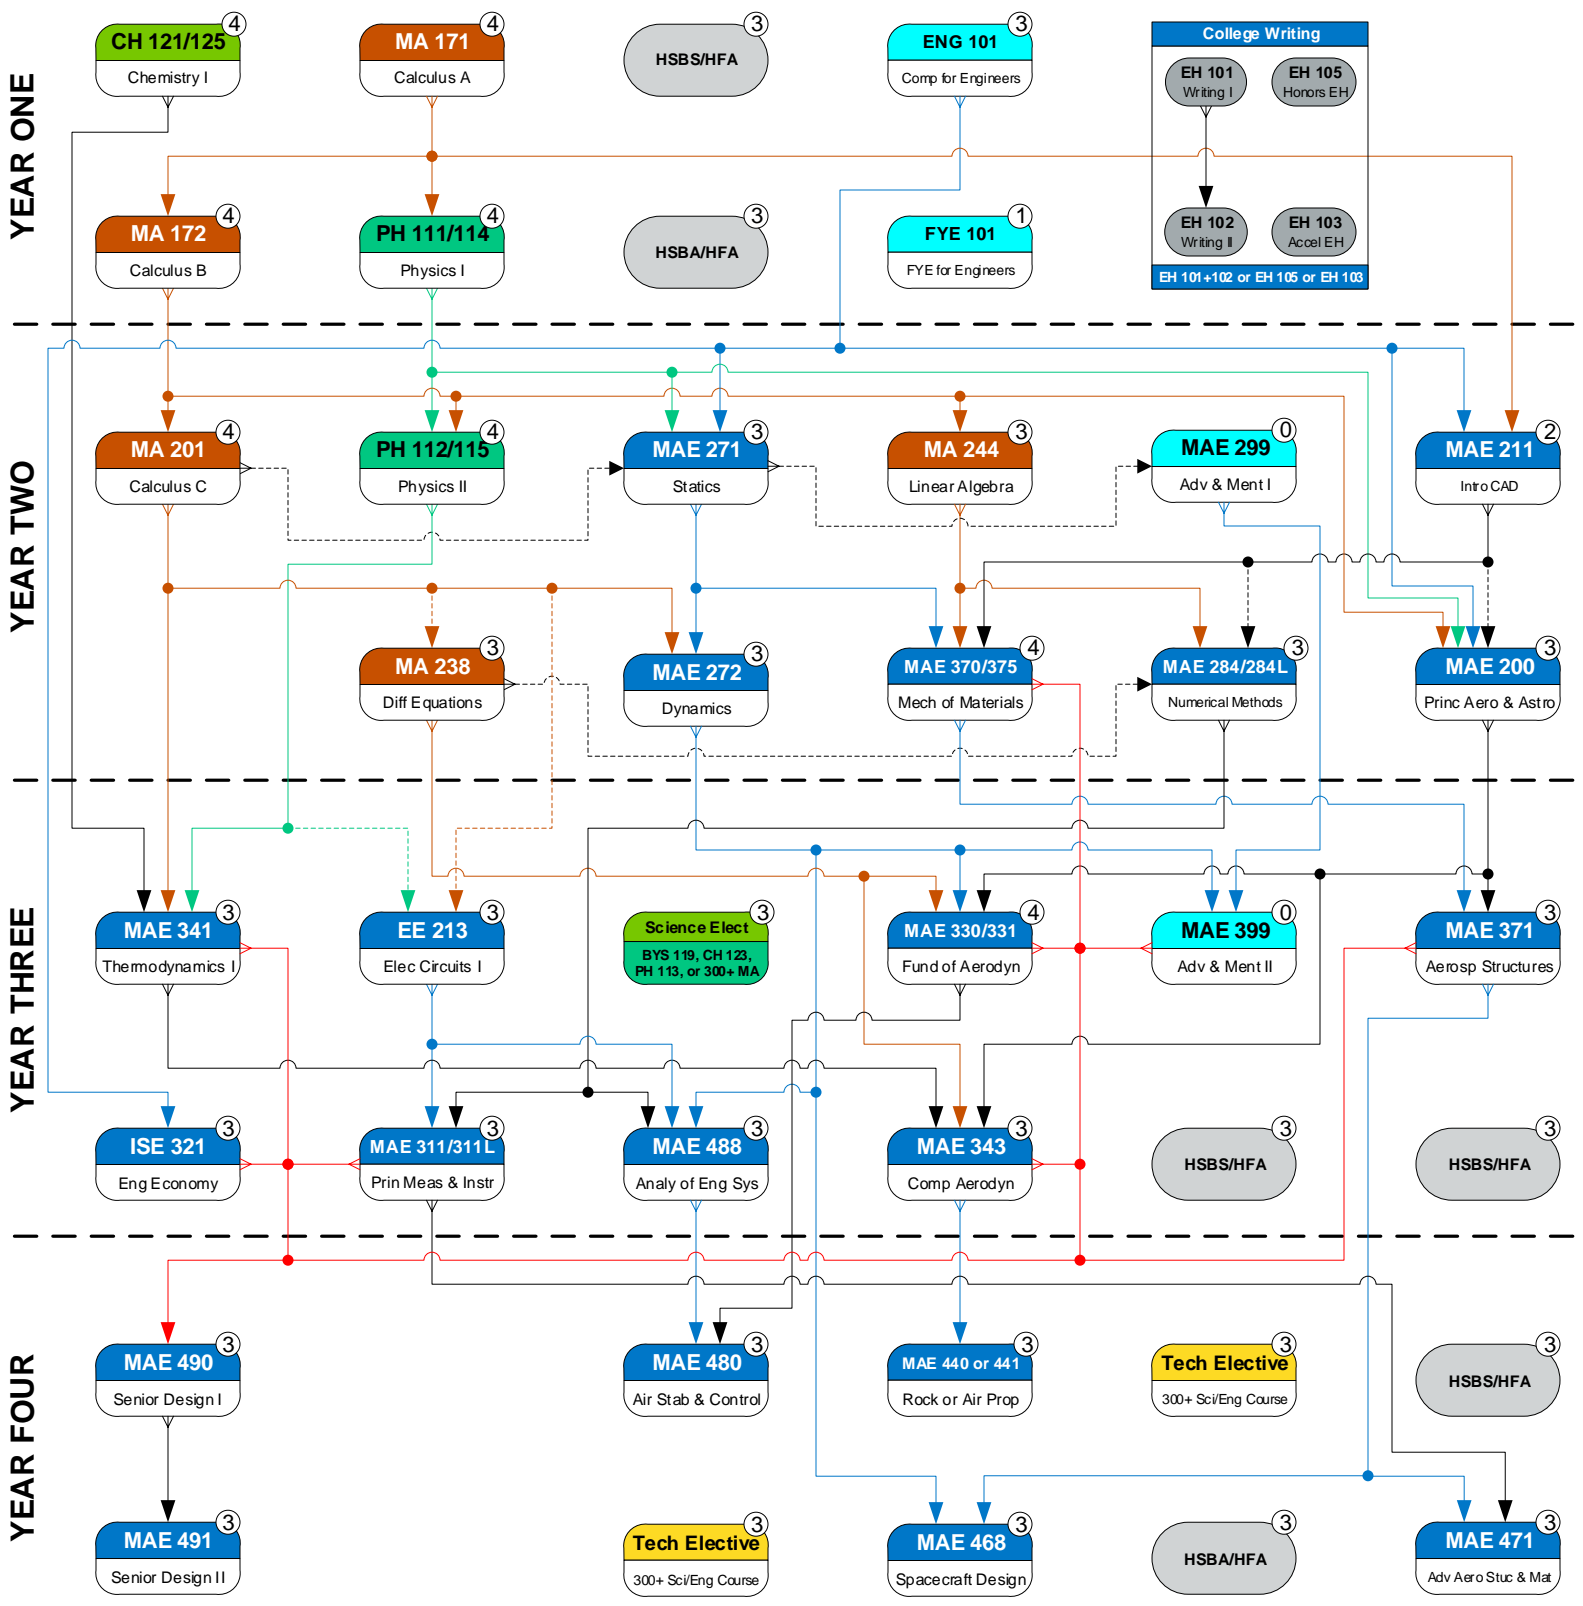 YEAR ONE
4
CH 121/125
Chemistry I
4
MA 171
Calculus A
3
HSBS/HFA
3
ENG 101
Comp for Engineers
College Writing
EH 101
Writing I
EH 105
Honors EH
EH 102
Writing II
EH 103
Accel EH
EH 101+102 or EH 105 or EH 103
4
MA 172
Calculus B
4
PH 111/114
Physics I
3
HSBA/HFA
1
FYE 101
FYE for Engineers
YEAR TWO
4
MA 201
Calculus C
4
PH 112/115
Physics II
3
MAE 271
Statics
3
MA 244
Linear Algebra
0
MAE 299
Adv & Ment I
2
MAE 211
Intro CAD
3
MA 238
Diff Equations
3
MAE 272
Dynamics
4
MAE 370/375
Mech of Materials
3
MAE 284/284L
Numerical Methods
3
MAE 200
Princ Aero & Astro
YEAR THREE
3
MAE 341
Thermodynamics I
3
EE 213
Elec Circuits I
3
Science Elect
BYS 119, CH 123,
PH 113, or 300+ MA
4
MAE 330/331
Fund of Aerodyn
0
MAE 399
Adv & Ment II
3
MAE 371
Aerosp Structures
3
ISE 321
Eng Economy
3
MAE 311/311L
Prin Meas & Instr
3
MAE 488
Analy of Eng Sys
3
MAE 343
Comp Aerodyn
3
HSBS/HFA
3
HSBS/HFA
YEAR FOUR
3
MAE 490
Senior Design I
3
MAE 480
Air Stab & Control
3
MAE 440 or 441
Rock or Air Prop
3
Tech Elective
300+ Sci/Eng Course
3
HSBS/HFA
3
MAE 491
Senior Design II
3
Tech Elective
300+ Sci/Eng Course
3
MAE 468
Spacecraft Design
3
HSBA/HFA
3
MAE 471
Adv Aero Stuc & Mat